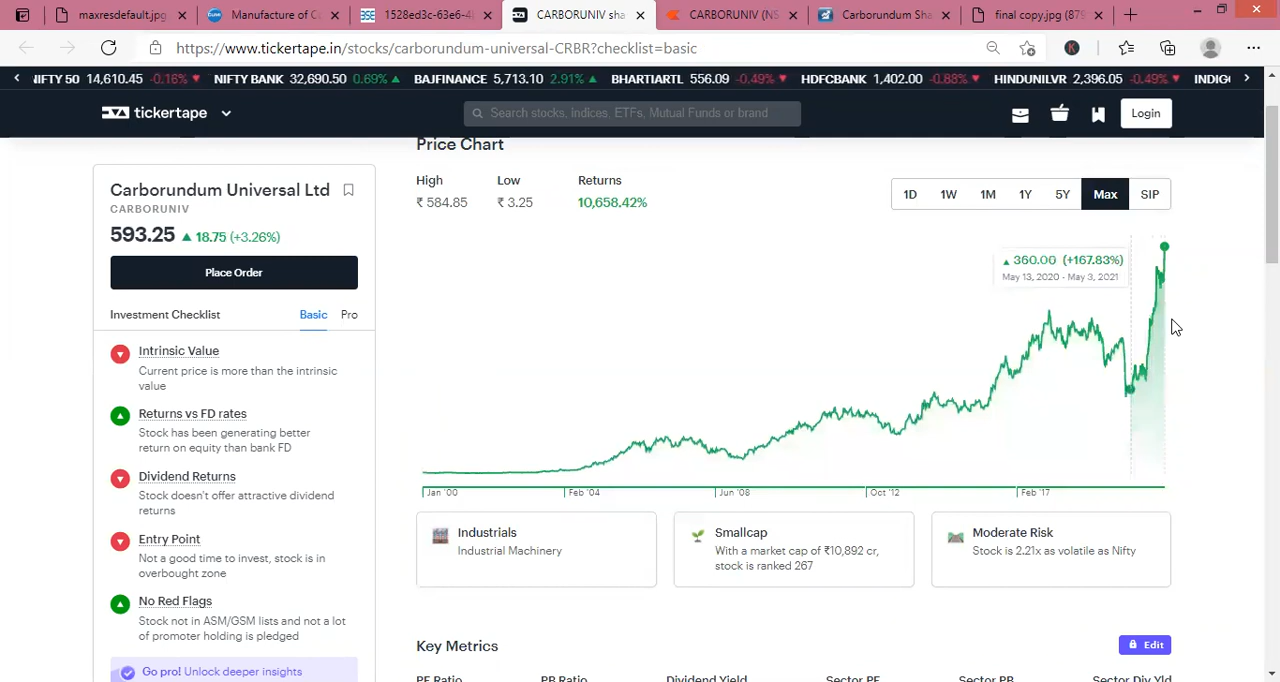 maxresdefault.jpg
Manufacture of C
1528ed3c-63e6-4
CARBORUNIV sha
CARBORUNIV (NS
Carborundum Sha
final copy.jpg (879
https://www.tickertape.in/stocks/carborundum-universal-CRBR?checklist=basic
K
NIFTY 50 14,610.45 -0.16% NIFTY BANK 32,690.50 0.69% BAJFINANCE 5,713.10 2.91% BHARTIARTL 556.09 -0.49% HDFCBANK 1,402.00 -0.88% HINDUNILVR 2,396.05 -0.49% INDIG
tickertape
Search stocks, indices, ETFs, Mutual Funds or brand
Login
Price Chart
High Low Returns
₹ 584.85 ₹ 3.25 10,658.42%
1D 1W 1M 1Y 5Y Max SIP
Carborundum Universal Ltd
CARBORUNIV
593.25 18.75 (+3.26%)
Place Order
Investment Checklist Basic Pro
Intrinsic Value
Current price is more than the intrinsic
value
Returns vs FD rates
Stock has been generating better
return on equity than bank FD
Dividend Returns
Stock doesn't offer attractive dividend
returns
Entry Point
Not a good time to invest, stock is in
overbought zone
No Red Flags
Stock not in ASM/GSM lists and not a lot
of promoter holding is pledged
Go pro! Unlock deeper insights
360.00 (+167.83%)
May 13, 2020 - May 3, 2021
Jan '00 Feb '04 Jun '08 Oct '12 Feb '17
Industrials
Industrial Machinery
Smallcap
With a market cap of ₹10,892 cr,
stock is ranked 267
Moderate Risk
Stock is 2.21x as volatile as Nifty
Key Metrics
Edit
PE Ratio PB Ratio Dividend Yield Sector PE Sector PB Sector Div Yld